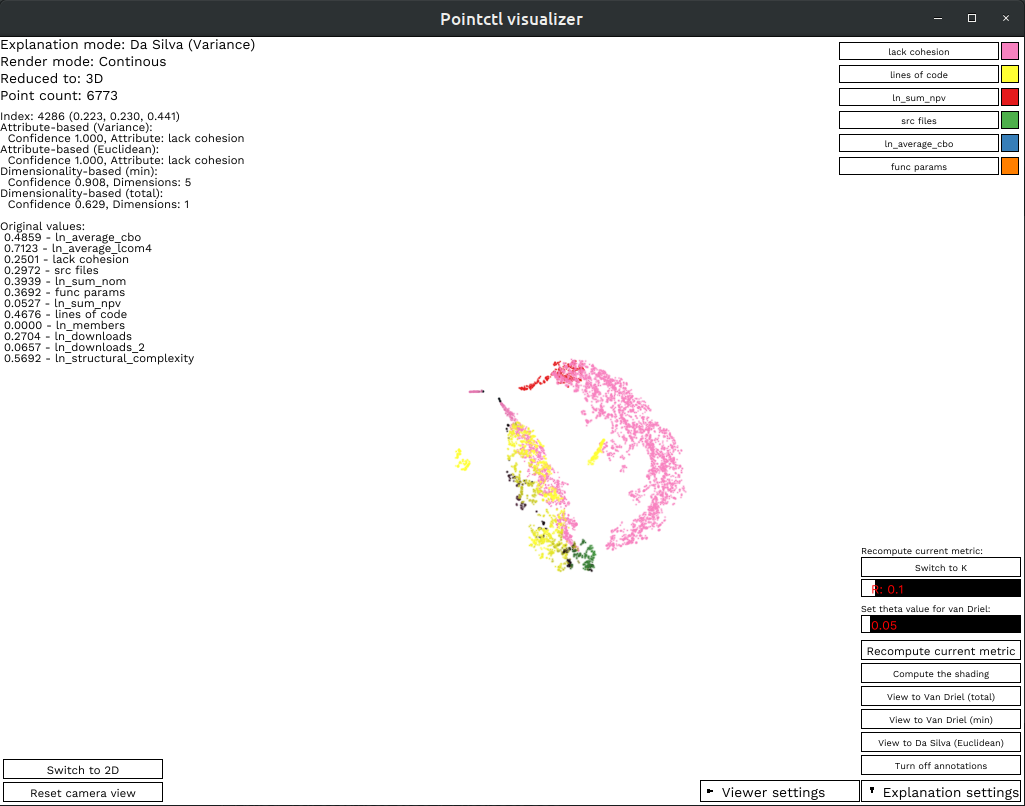 Pointctl visualizer
Explanation mode: Da Silva (Variance)
Render mode: Continous
Reduced to: 3D
Point count: 6773
Index: 4286 (0.223, 0.230, 0.441)
Attribute-based (Variance):
Confidence 1.000, Attribute: lack cohesion
Attribute-based (Euclidean):
Confidence 1.000, Attribute: lack cohesion
Dimensionality-based (min):
Confidence 0.908, Dimensions: 5
Dimensionality-based (total):
Confidence 0.629, Dimensions: 1
Original values:
0.4859 - ln_average_cbo
0.7123 - ln_average_lcom4
0.2501 - lack cohesion
0.2972 - src files
0.3939 - ln_sum_nom
0.3692 - func params
0.0527 - ln_sum_npv
0.4676 - lines of code
0.0000 - ln_members
0.2704 - ln_downloads
0.0657 - ln_downloads_2
0.5692 - ln_structural_complexity
lack cohesion
lines of code
ln_sum_npv
src files
ln_average_cbo
func params
Recompute current metric:
Switch to K
R: 0.1
Set theta value for van Driel:
0.05
Recompute current metric
Compute the shading
View to Van Driel (total)
View to Van Driel (min)
View to Da Silva (Euclidean)
Turn off annotations
Switch to 2D
Reset camera view
Viewer settings
Explanation settings